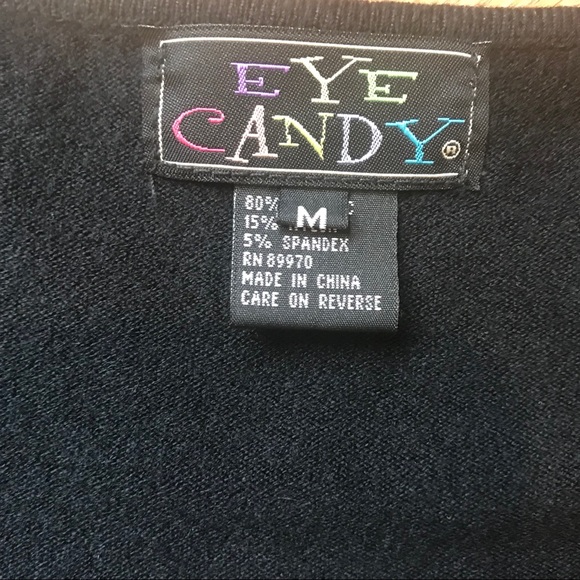 EYE
CANDY®
M
80%
15%
5% SPANDEX
RN 89970
MADE IN CHINA
CARE ON REVERSE